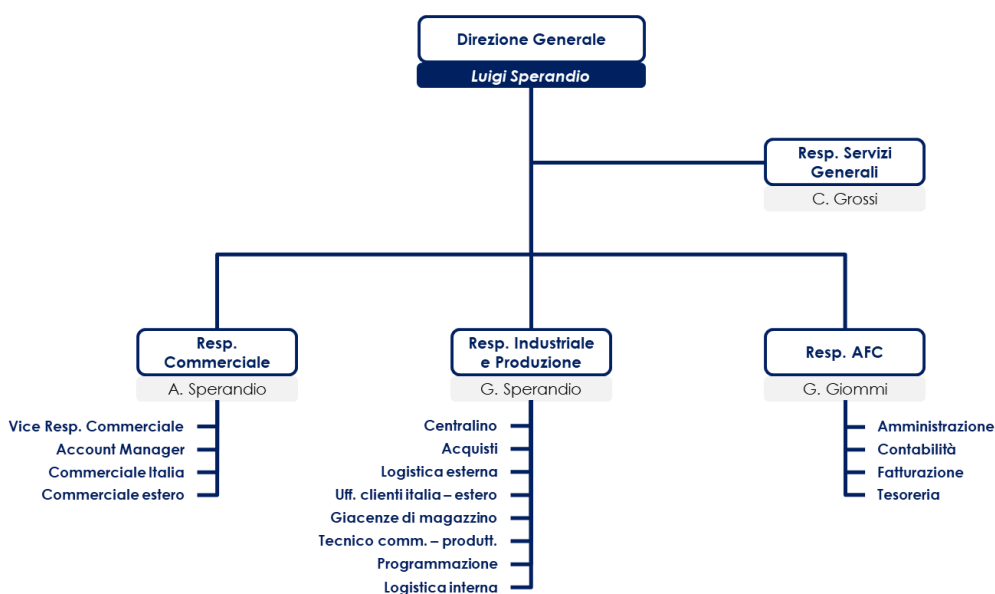 Direzione Generale
Luigi Sperandio
Resp. Servizi
Generali
C. Grossi
Resp.
Commerciale
A. Sperandio
Vice Resp. Commerciale
Account Manager
Commerciale Italia
Commerciale estero
Resp. Industriale
e Produzione
G. Sperandio
Centralino
Acquisti
Logistica esterna
Uff. clienti italia – estero
Giacenze di magazzino
Tecnico comm. – produtt.
Programmazione
Logistica interna
Resp. AFC
G. Giommi
Amministrazione
Contabilità
Fatturazione
Tesoreria